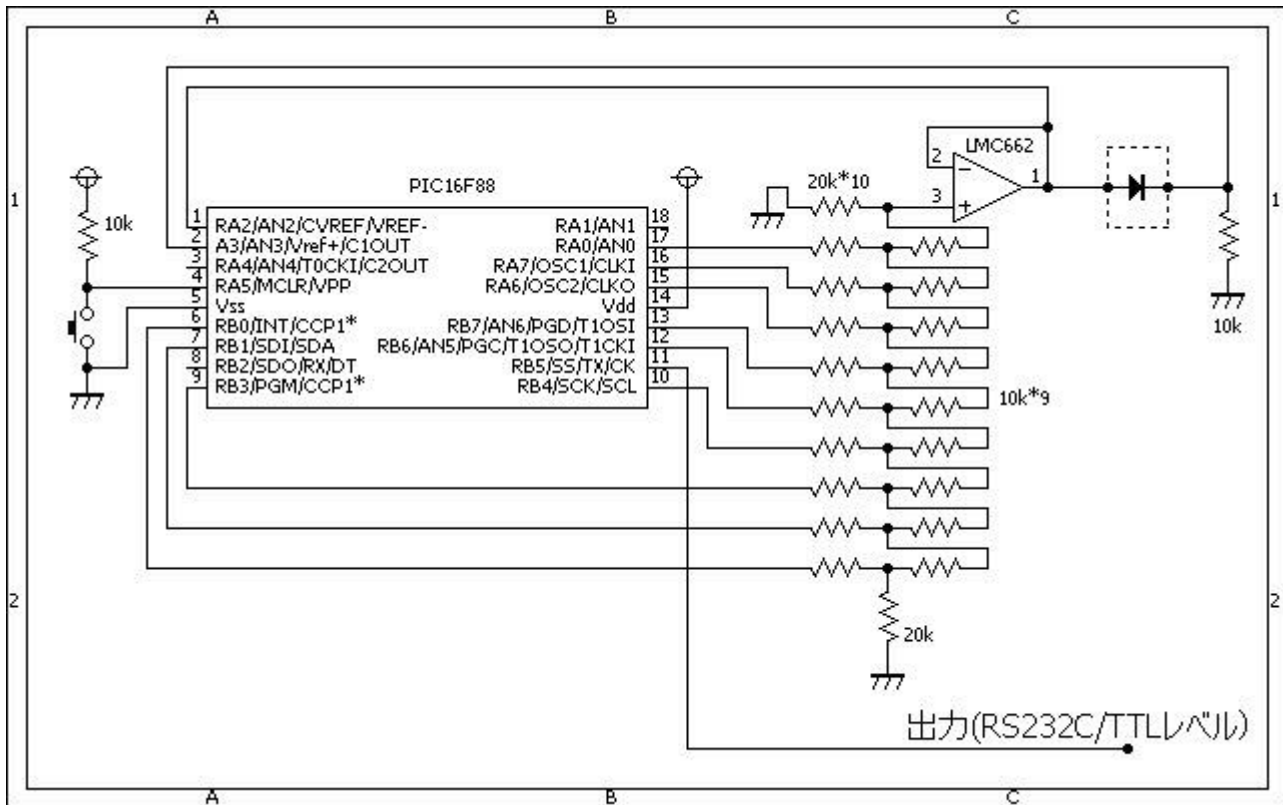 A
B
C
LMC662
PIC16F88
20k*10
2
1
3
1
1
10k
1
RA2/AN2/CVREF/VREF-
RA1/AN1
18
2
A3/AN3/Vref+/C1OUT
RA0/AN0
17
3
RA4/AN4/T0CKI/C2OUT
RA7/OSC1/CLKI
16
4
RA5/MCLR/VPP
RA6/OSC2/CLKO
15
5
Vss
Vdd
14
6
RB0/INT/CCP1*
RB7/AN6/PGD/T1OSI
13
7
RB1/SDI/SDA
RB6/AN5/PGC/T1OSO/T1CKI
12
8
RB2/SDO/RX/DT
RB5/SS/TX/CK
11
9
RB3/PGM/CCP1*
RB4/SCK/SCL
10
10k
10k*9
2
2
20k
出力(RS232C/TTLレベル)
A
B
C